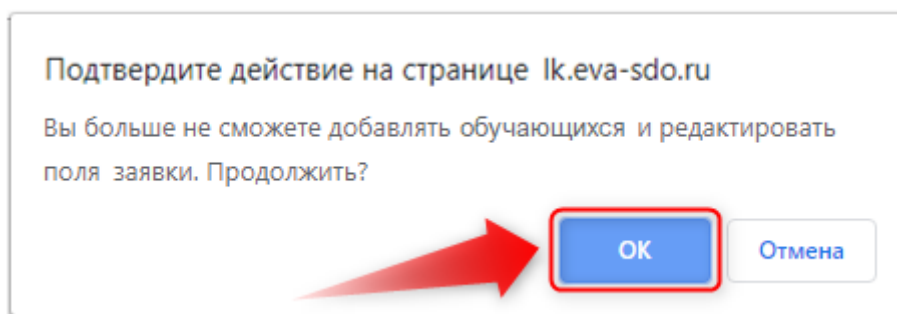 Подтвердите действие на странице lk.eva-sdo.ru
Вы больше не сможете добавлять обучающихся и редактировать
поля заявки. Продолжить?
ОК
Отмена